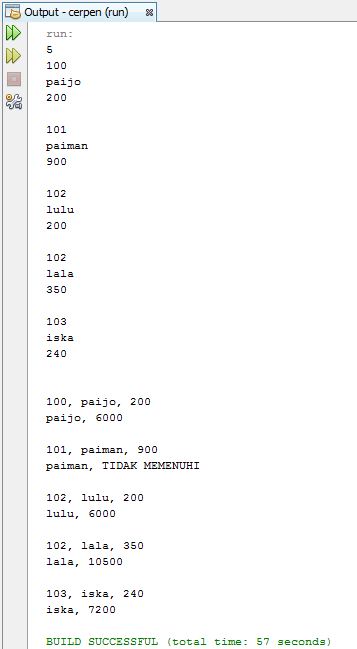 Output - cerpen (run)
run:
5
100
paijo
200
101
paiman
900
102
lulu
200
102
lala
350
103
iska
240
100, paijo, 200
paijo, 6000
101, paiman, 900
paiman, TIDAK MEMENUHI
102, lulu, 200
lulu, 6000
102, lala, 350
lala, 10500
103, iska, 240
iska, 7200
BUILD SUCCESSFUL (total time: 57 seconds)